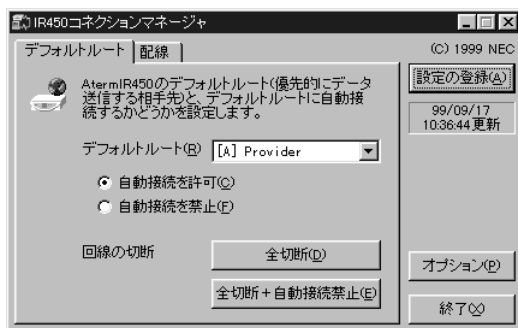 IR450コネクションマネージャ
デフォルトルート
配線
(C) 1999 NEC
AtermIR450のデフォルトルート(優先的にデータ
送信する相手先)と、デフォルトルートに自動接
続するかどうかを設定します。
設定の登録(A)
99/09/17
10:36:44更新
デフォルトルート(R)
[A] Provider
自動接続を許可(C)
自動接続を禁止(F)
回線の切断
全切断(D)
全切断+自動接続禁止(E)
オプション(P)
終了(X)